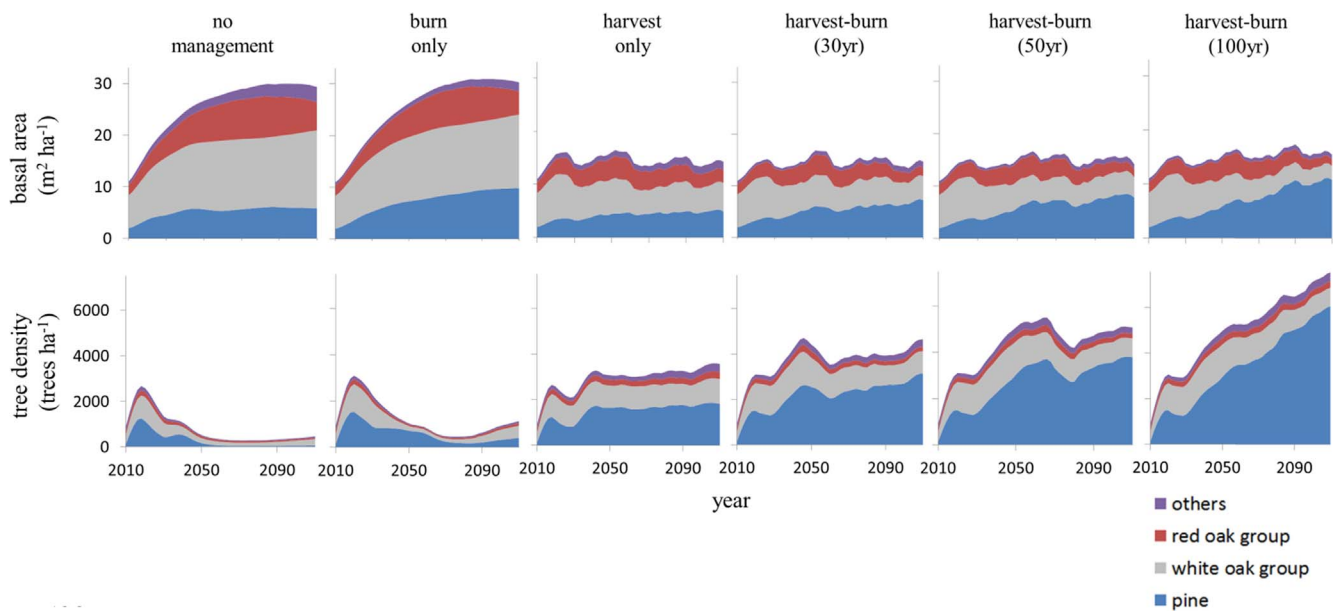 no
management
burn
only
harvest
only
harvest-burn
(30yr)
harvest-burn
(50yr)
harvest-burn
(100yr)
basal area
(m² ha⁻¹)
30
20
10
0
tree density
(trees ha⁻¹)
6000
4000
2000
0
2010 2050 2090
2010 2050 2090
2010 2050 2090
2010 2050 2090
2010 2050 2090
2010 2050 2090
year
others
red oak group
white oak group
pine